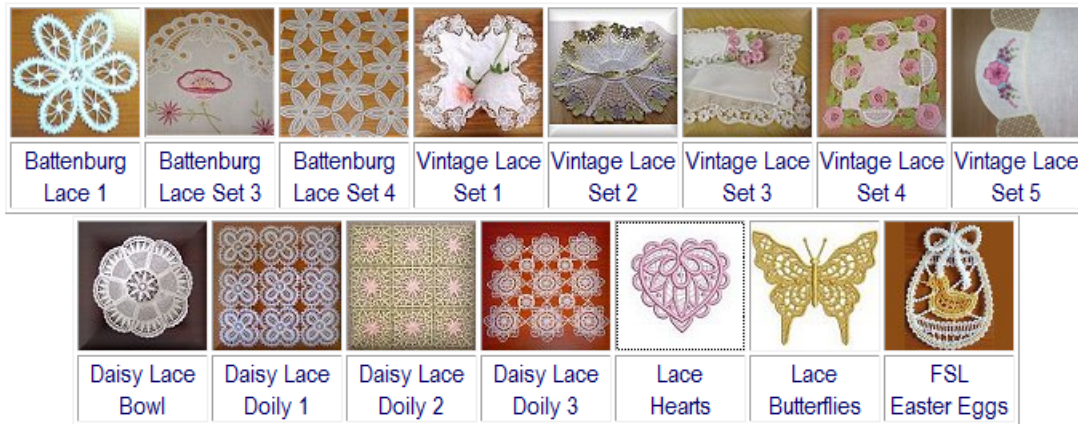 Battenburg Lace 1
Battenburg Lace Set 3
Battenburg Lace Set 4
Vintage Lace Set 1
Vintage Lace Set 2
Vintage Lace Set 3
Vintage Lace Set 4
Vintage Lace Set 5
Daisy Lace Bowl
Daisy Lace Doily 1
Daisy Lace Doily 2
Daisy Lace Doily 3
Lace Hearts
Lace Butterflies
FSL Easter Eggs